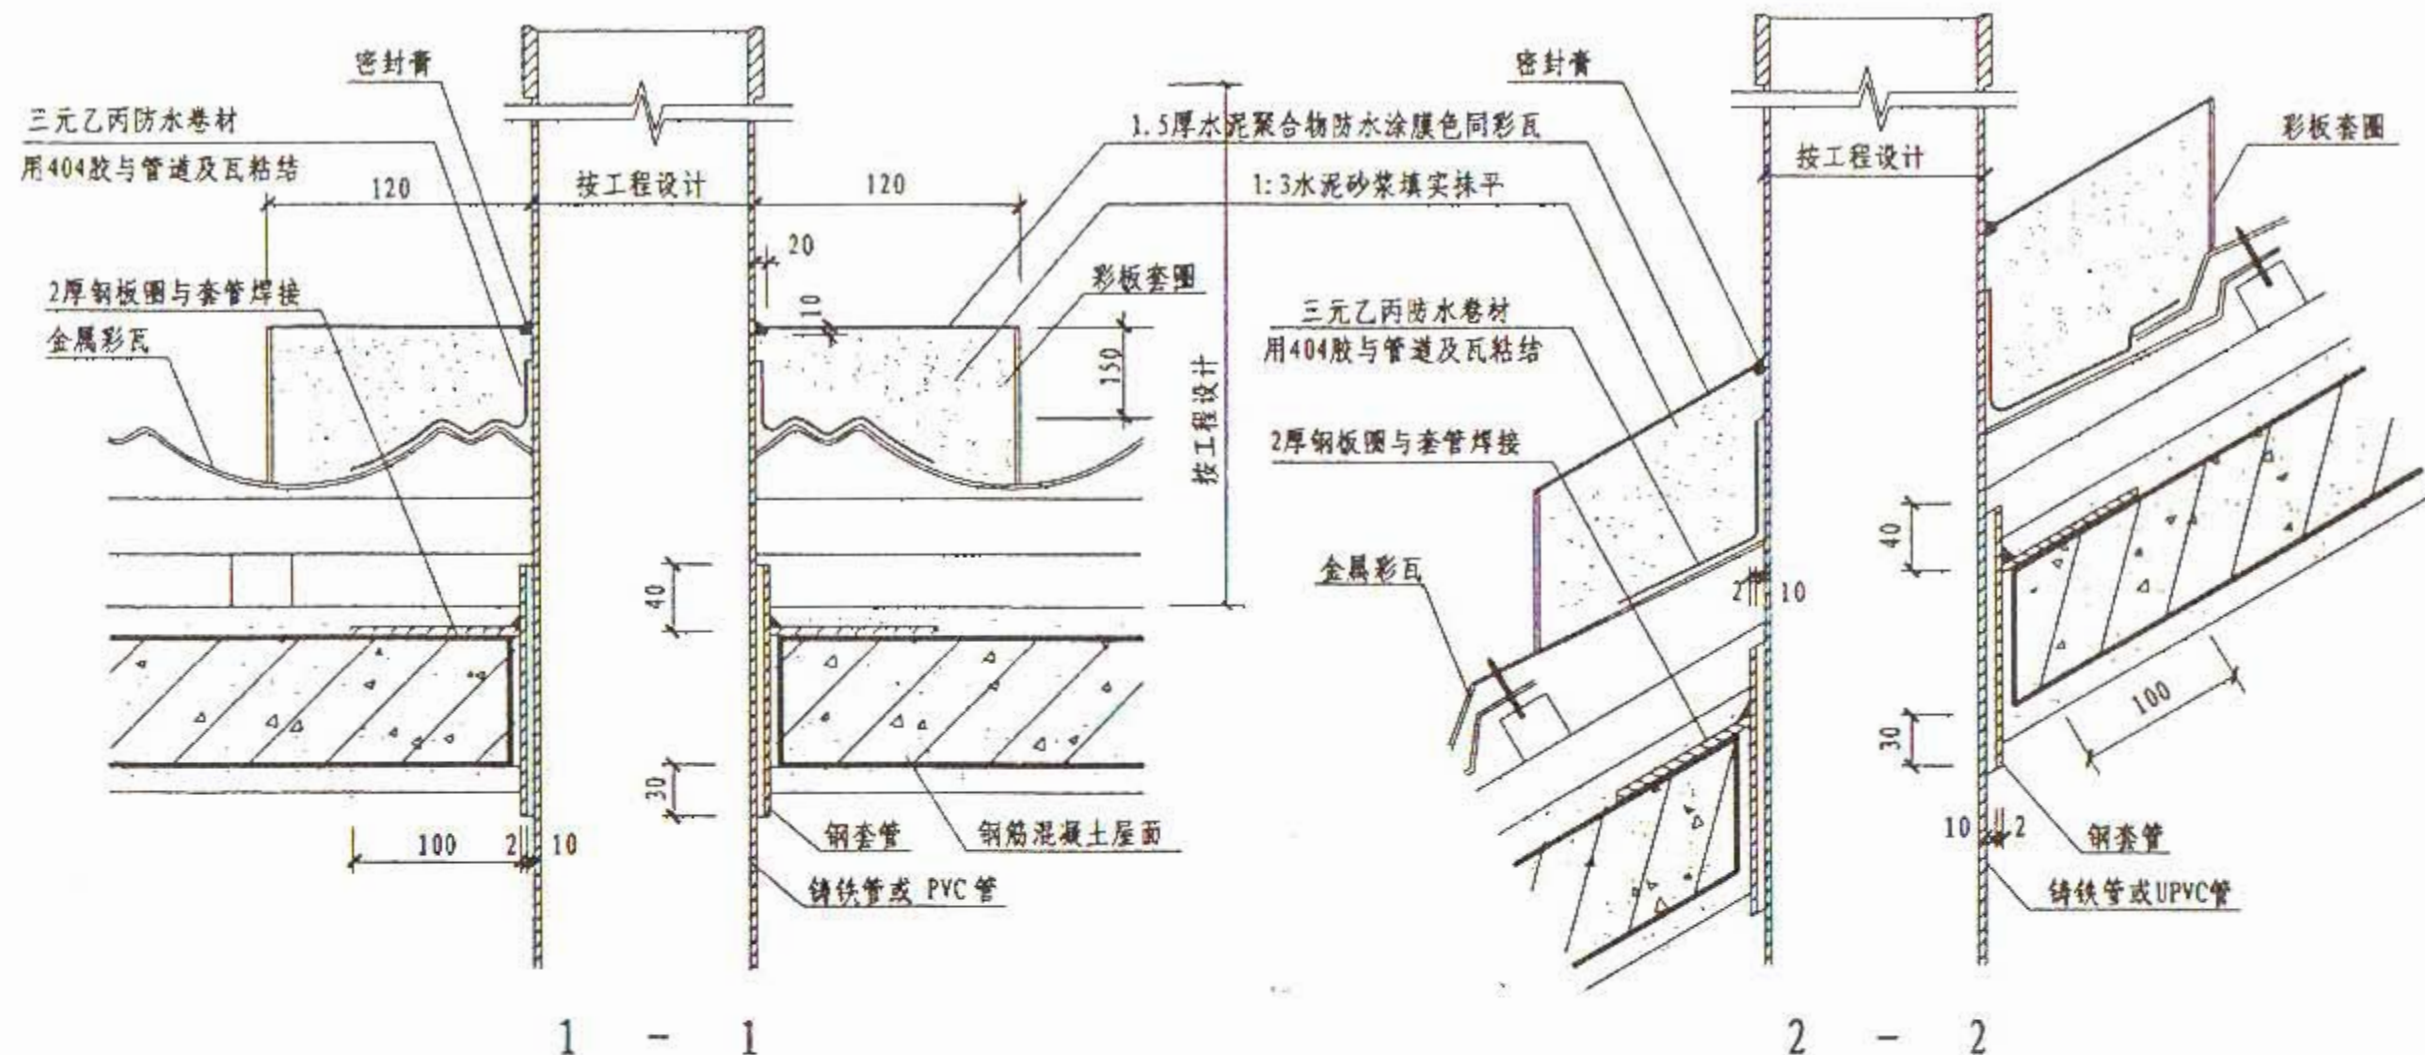 密封膏
三元乙丙防水卷材
用404胶与管道及瓦粘结
120
按工程设计
120
20
10
2厚钢板圈与套管焊接
金属彩瓦
彩板套圈
150
按工程设计
40
30
100
2
10
钢套管
钢筋混凝土屋面
铸铁管或 PVC管
1 - 1
1.5厚水泥聚合物防水涂膜色同彩瓦
1:3水泥砂浆填实抹平
密封膏
按工程设计
彩板套圈
三元乙丙防水卷材
用404胶与管道及瓦粘结
2厚钢板圈与套管焊接
金属彩瓦
2
10
40
30
100
10
2
钢套管
铸铁管或UPVC管
2 - 2